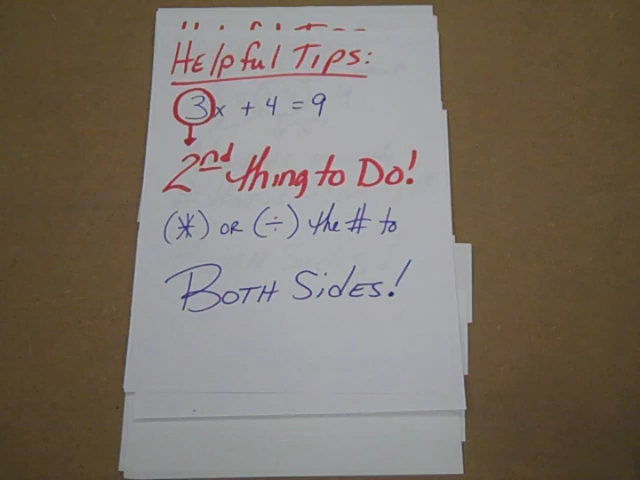 Helpful Tips:
3x + 4 = 9
2nd thing to Do!
(*) or (÷) the # to
Both Sides!